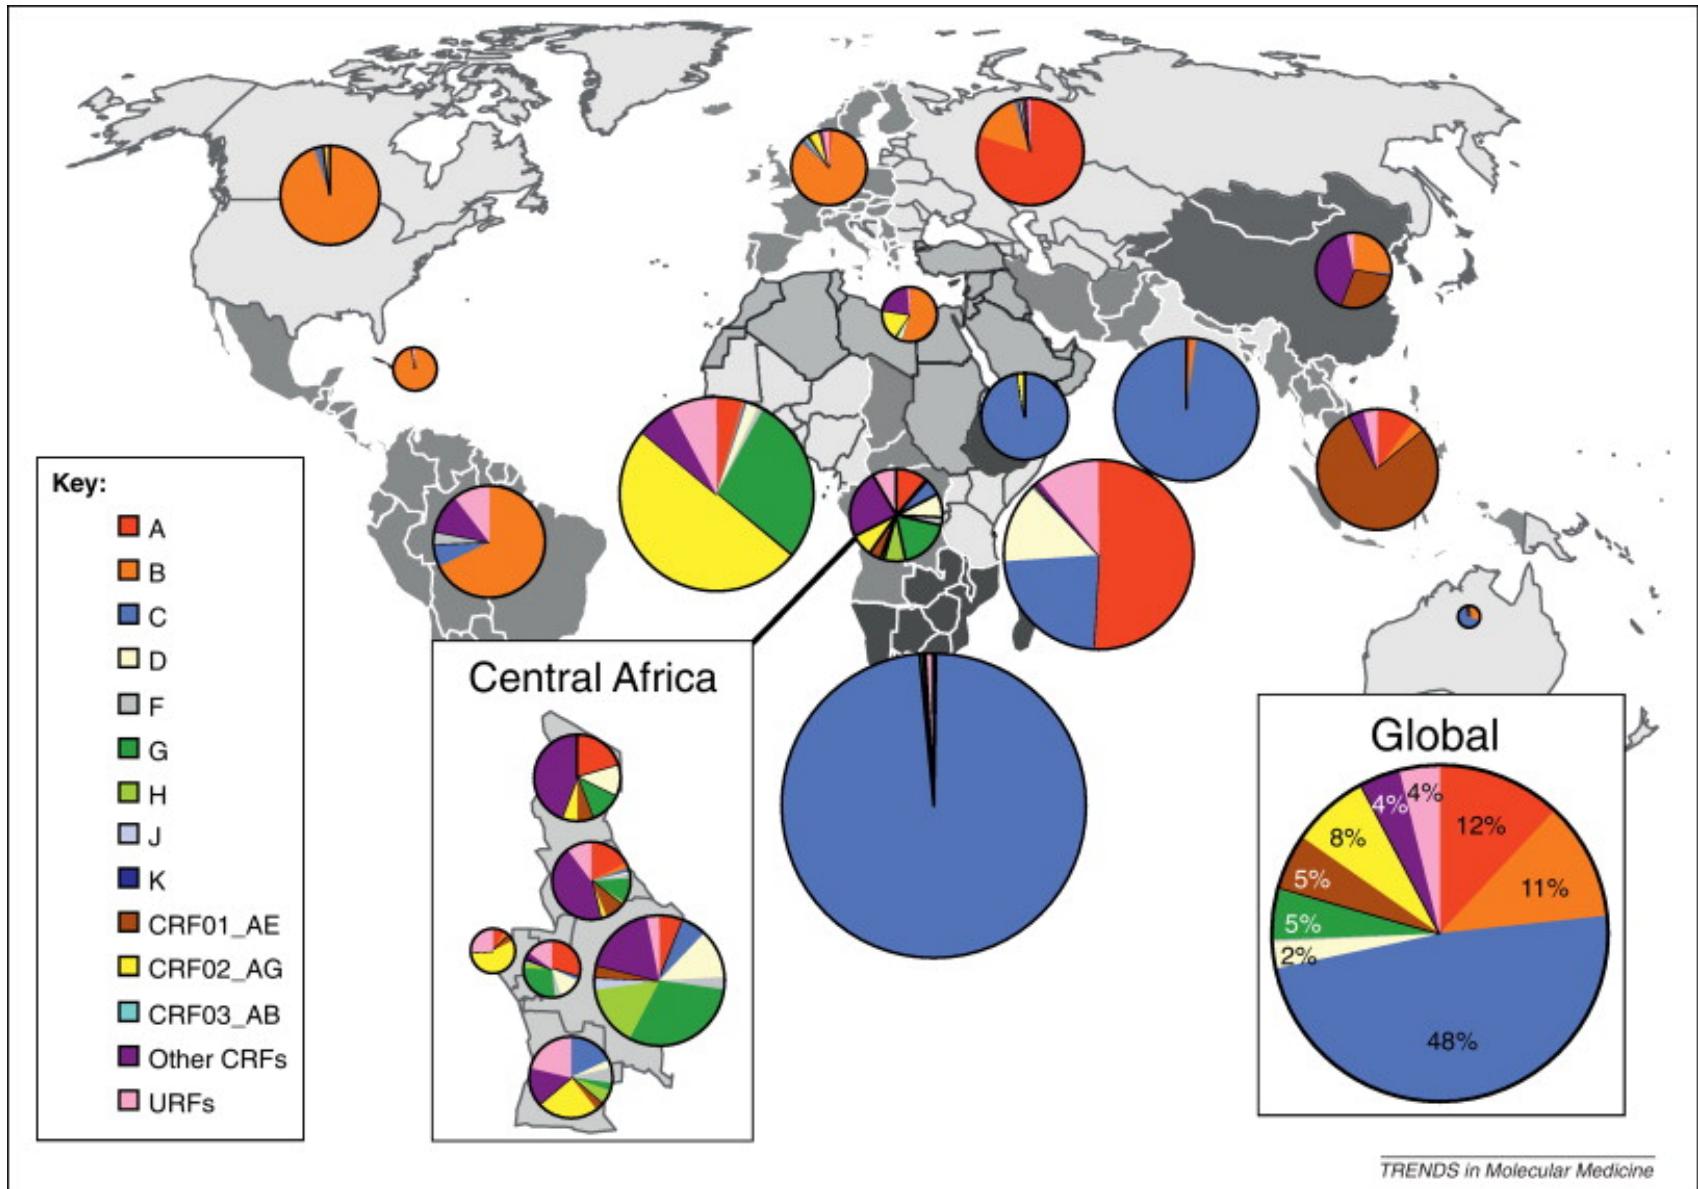 Key:
A
B
C
D
F
G
H
J
K
CRF01_AE
CRF02_AG
CRF03_AB
Other CRFs
URFs
Central Africa
Global
4%
4%
12%
8%
11%
5%
5%
2%
48%
TRENDS in Molecular Medicine